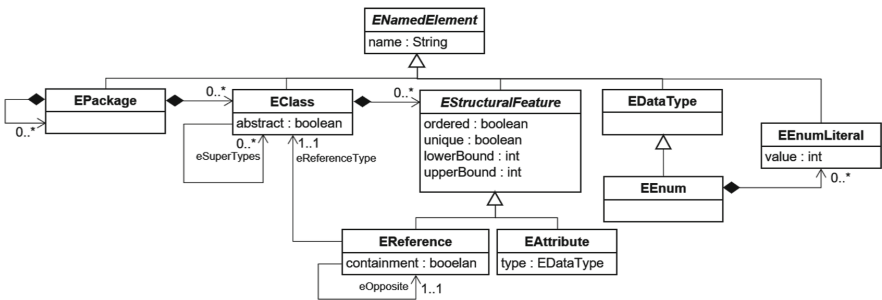 ENamedElement
name : String
EPackage
0..*
0..*
EClass
abstract : boolean
0..*
1..1
eSuperTypes
eReferenceType
0..*
EStructuralFeature
ordered : boolean
unique : boolean
lowerBound : int
upperBound : int
EDataType
EEnum
EEnumLiteral
value : int
0..*
EReference
containment : booelan
eOpposite
1..1
EAttribute
type : EDataType